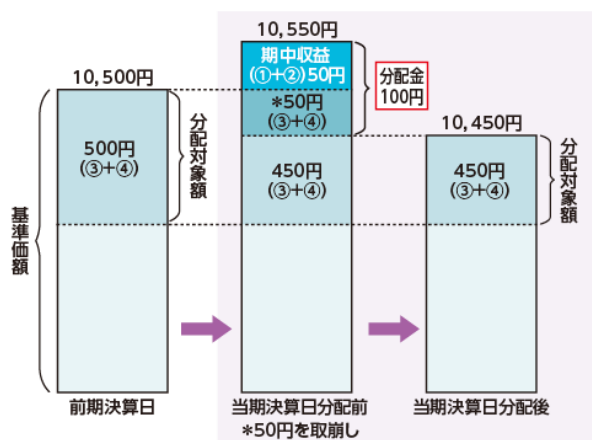 10,550円
期中収益
(①+②)50円
分配金
100円
10,500円
*50円
(③+④)
10,450円
500円
(③+④)
分配対象額
450円
(③+④)
450円
(③+④)
分配対象額
基準価額
前期決算日
当期決算日分配前
当期決算日分配後
*50円を取崩し